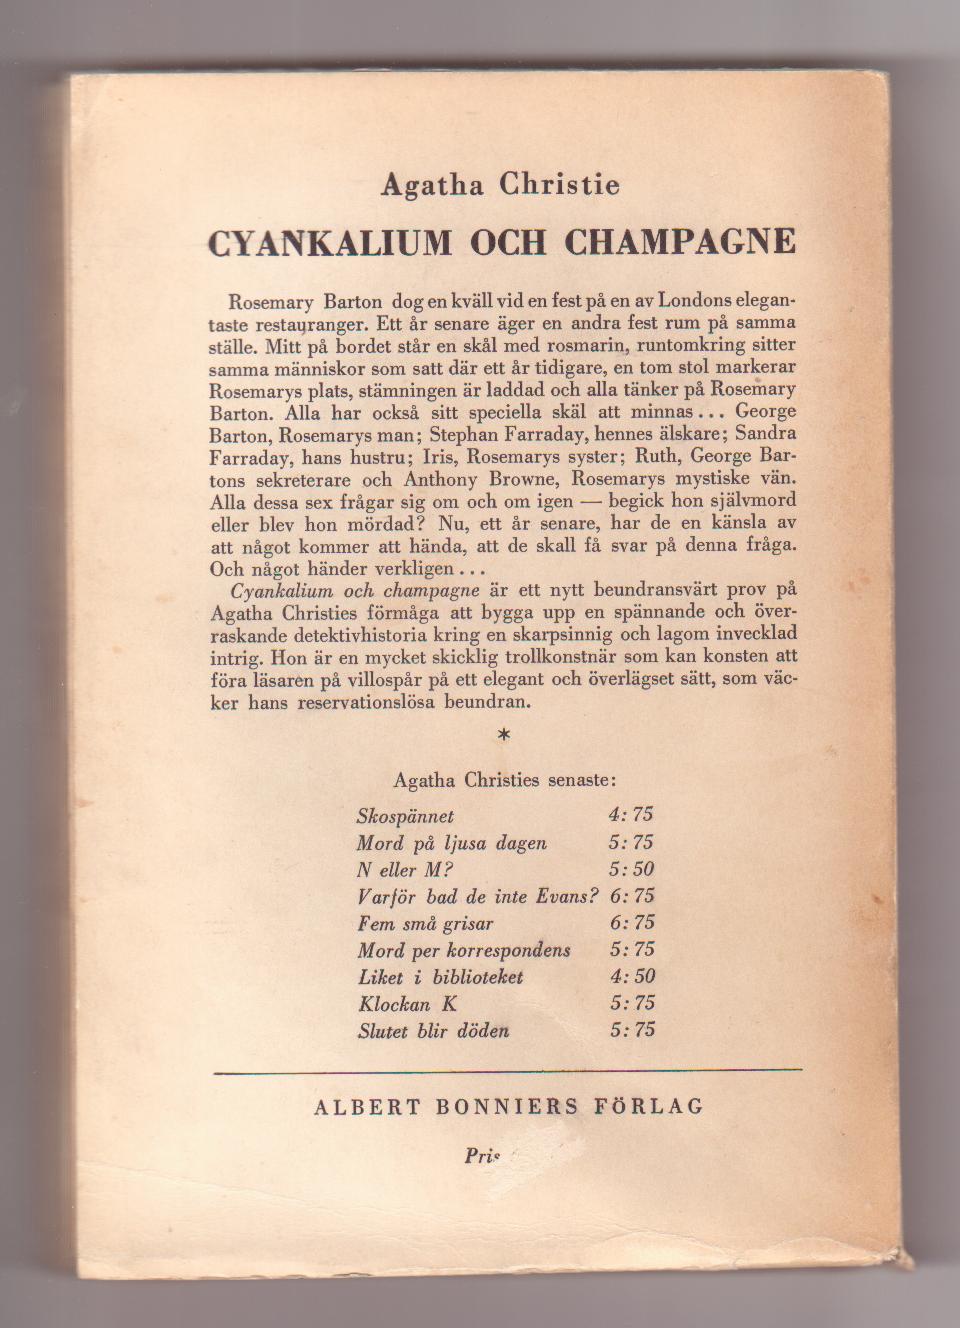 Agatha Christie
CYANKALIUM OCH CHAMPAGNE
Rosemary Barton dog en kväll vid en fest på en av Londons elegan-
taste restauranger. Ett år senare äger en andra fest rum på samma
ställe. Mitt på bordet står en skål med rosmarin, runtomkring sitter
samma människor som satt där ett år tidigare, en tom stol markerar
Rosemarys plats, stämningen är laddad och alla tänker på Rosemary
Barton. Alla har också sitt speciella skäl att minnas... George
Barton, Rosemarys man; Stephan Farraday, hennes älskare; Sandra
Farraday, hans hustru; Iris, Rosemarys syster; Ruth, George Bar-
tons sekreterare och Anthony Browne, Rosemarys mystiske vän.
Alla dessa sex frågar sig om och om igen — begick hon självmord
eller blev hon mördad? Nu, ett år senare, har de en känsla av
att något kommer att hända, att de skall få svar på denna fråga.
Och något händer verkligen...
Cyankalium och champagne är ett nytt beundransvärt prov på
Agatha Christies förmåga att bygga upp en spännande och över-
raskande detektivhistoria kring en skarpsinnig och lagom invecklad
intrig. Hon är en mycket skicklig trollkonstnär som kan konsten att
föra läsaren på villospår på ett elegant och överlägset sätt, som väc-
ker hans reservationslösa beundran.
*
Agatha Christies senaste:
Skospännet 4:75
Mord på ljusa dagen 5:75
N eller M? 5:50
Varför bad de inte Evans? 6:75
Fem små grisar 6:75
Mord per korrespondens 5:75
Liket i biblioteket 4:50
Klockan K 5:75
Slutet blir döden 5:75
ALBERT BONNIERS FÖRLAG
Pris